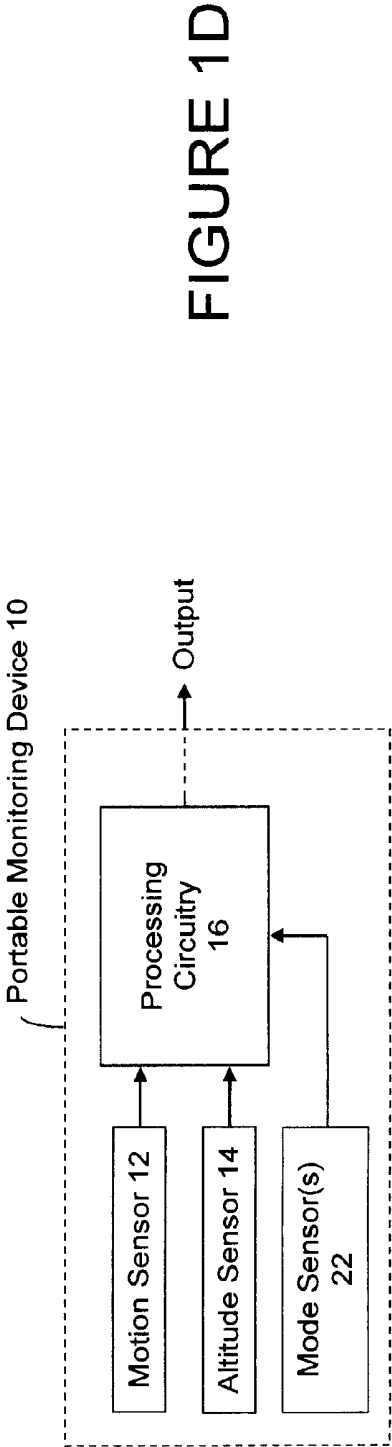 Portable Monitoring Device 10
Motion Sensor 12
Altitude Sensor 14
Mode Sensor(s)
22
Processing
Circuitry
16
Output
FIGURE 1D